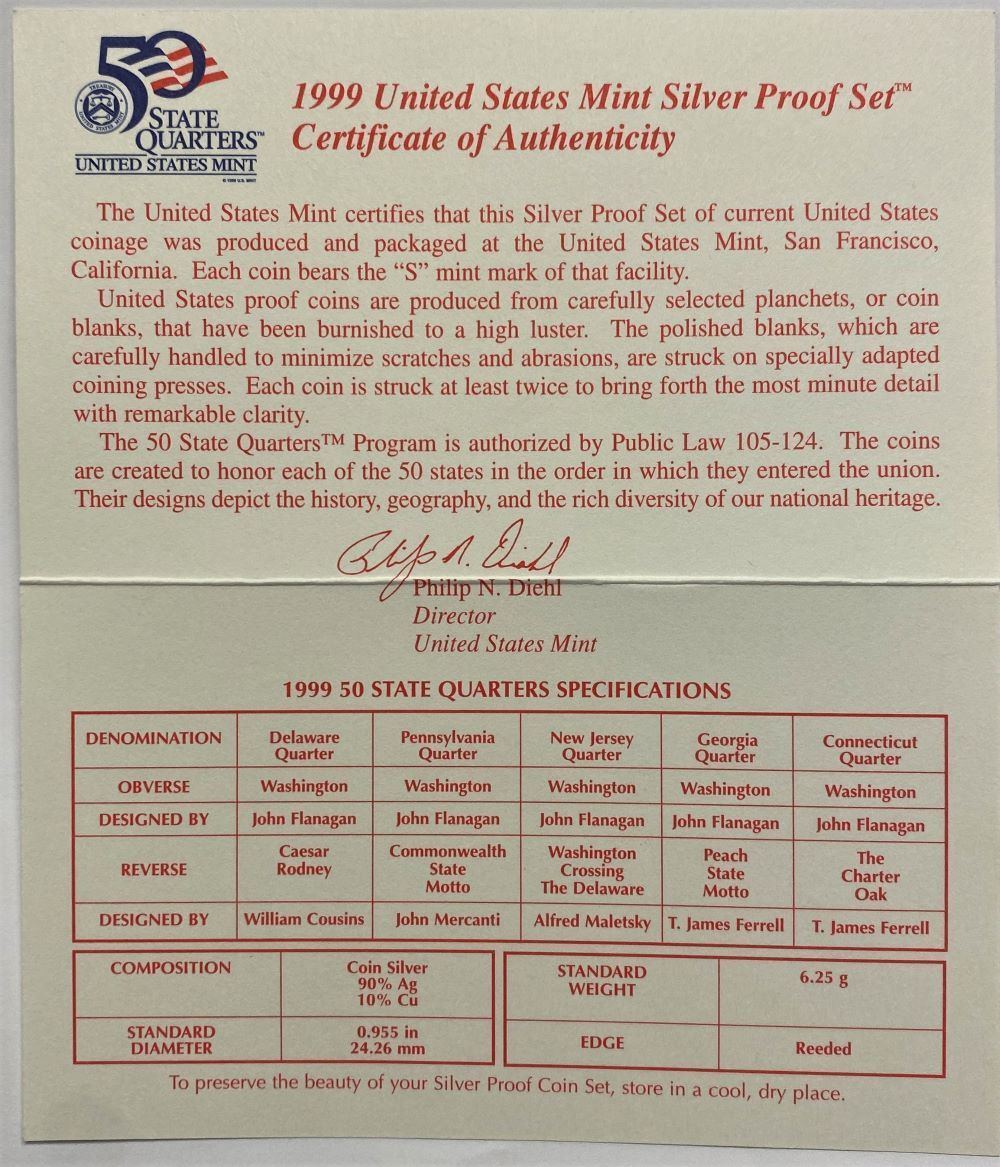 50
STATE
QUARTERS™
UNITED STATES MINT
1999 United States Mint Silver Proof Set™
Certificate of Authenticity
The United States Mint certifies that this Silver Proof Set of current United States
coinage was produced and packaged at the United States Mint, San Francisco,
California. Each coin bears the “S” mint mark of that facility.
United States proof coins are produced from carefully selected planchets, or coin
blanks, that have been burnished to a high luster. The polished blanks, which are
carefully handled to minimize scratches and abrasions, are struck on specially adapted
coining presses. Each coin is struck at least twice to bring forth the most minute detail
with remarkable clarity.
The 50 State Quarters™ Program is authorized by Public Law 105-124. The coins
are created to honor each of the 50 states in the order in which they entered the union.
Their designs depict the history, geography, and the rich diversity of our national heritage.
Philip N. Diehl
Philip N. Diehl
Director
United States Mint
1999 50 STATE QUARTERS SPECIFICATIONS
DENOMINATION Delaware Quarter Pennsylvania Quarter New Jersey Quarter Georgia Quarter Connecticut Quarter
OBVERSE Washington Washington Washington Washington Washington
DESIGNED BY John Flanagan John Flanagan John Flanagan John Flanagan John Flanagan
REVERSE Caesar Rodney Commonwealth State Motto Washington Crossing The Delaware Peach State Motto The Charter Oak
DESIGNED BY William Cousins John Mercanti Alfred Maletsky T. James Ferrell T. James Ferrell
COMPOSITION Coin Silver 90% Ag 10% Cu
STANDARD DIAMETER 0.955 in 24.26 mm
STANDARD WEIGHT 6.25 g
EDGE Reeded
To preserve the beauty of your Silver Proof Coin Set, store in a cool, dry place.